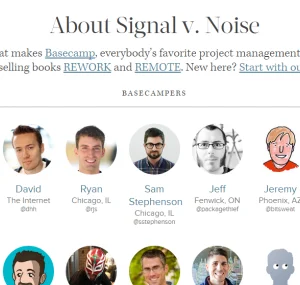 About Signal v. Noise
at makes Basecamp, everybody's favorite project management
selling books REWORK and REMOTE. New here? Start with ou
BASECAMPERS
David
The Internet
@dhh
Ryan
Chicago, IL
@rjs
Sam
Stephenson
Chicago, IL
@sstephenson
Jeff
Fenwick, ON
@packagethief
Jeremy
Phoenix, AZ
@bitsweat